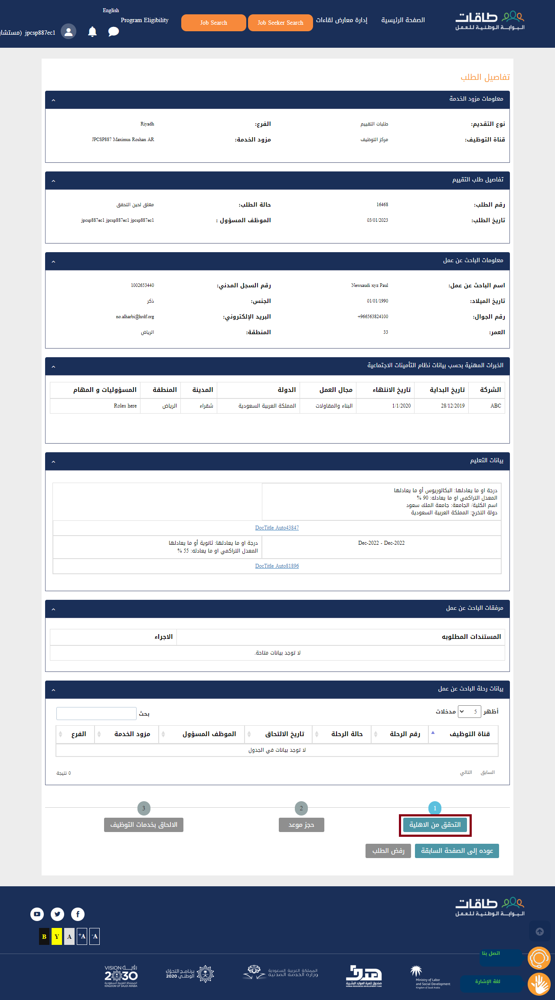 طاقات
البوابة الوطنية للعمل
الصفحة الرئيسية
إدارة معارض لقاءات
Job Seeker Search
Job Search
English
Program Eligibility
jpcsp887ec1
تفاصيل الطلب
معلومات مزود الخدمة
نوع التقديم: طلبات التقييم الفرع: Riyadh
قناة التوظيف: مركز التوظيف مزود الخدمة: JPCSP887 Maximus Roshan AR
تفاصيل طلب التقييم
رقم الطلب: 16468 حالة الطلب: معلق لحين التحقق
تاريخ الطلب: 03/01/2023 الموظف المسؤول : jpcsp887ec1 jpcsp887ec1 jpcsp887ec1
معلومات الباحث عن عمل
اسم الباحث عن عمل: Newsaudi xyz Paul رقم السجل المدني: 1002653440
تاريخ الميلاد: 01/01/1990 الجنس: ذكر
رقم الجوال: +966563824100 البريد الإلكتروني: no.alharbi@hrdf.org
العمر: 33 المنطقة: الرياض
الخبرات المهنية بحسب بيانات نظام التأمينات الاجتماعية
الشركة تاريخ البداية تاريخ الانتهاء مجال العمل الدولة المدينة المنطقة المسؤوليات و المهام
ABC 28/12/2019 1/1/2020 البناء والمقاولات المملكة العربية السعودية شقراء الرياض Roles here
بيانات التعليم
درجة او ما يعادلها: البكالوريوس أو ما يعادلها
المعدل التراكمي او ما يعادله: 90 %
اسم الكلية/ الجامعة: جامعة الملك سعود
دولة التخرج: المملكة العربية السعودية
DocTitle Auto43847
Dec-2022 - Dec-2022
درجة او ما يعادلها: ثانوية أو ما يعادلها
المعدل التراكمي او ما يعادله: 55 %
DocTitle Auto81896
مرفقات الباحث عن عمل
المستندات المطلوبه الاجراء
لا توجد بيانات متاحة.
بيانات رحلة الباحث عن عمل
أظهر 5 مدخلات
بحث
قناة التوظيف رقم الرحلة حالة الرحلة تاريخ الالتحاق الموظف المسؤول مزود الخدمة الفرع
لا توجد بيانات في الجدول
السابق التالي
0 نتيجة
1 2 3
التحقق من الاهلية حجز موعد الالحاق بخدمات التوظيف
عوده إلى الصفحة السابقة رفض الطلب
طاقات
البوابة الوطنية للعمل
B Y A A+ A-
اتصل بنا
لغة الإشارة
Ministry of Labor
and Social Development
Kingdom of Saudi Arabia
هدف
صندوق تنمية الموارد البشرية
HUMAN RESOURCES DEVELOPMENT FUND
المملكة العربية السعودية
وزارة الخدمة المدنية
برنامج التحوّل
الوطني 2020
VISION رؤية
2030
المملكة العربية السعودية
KINGDOM OF SAUDI ARABIA